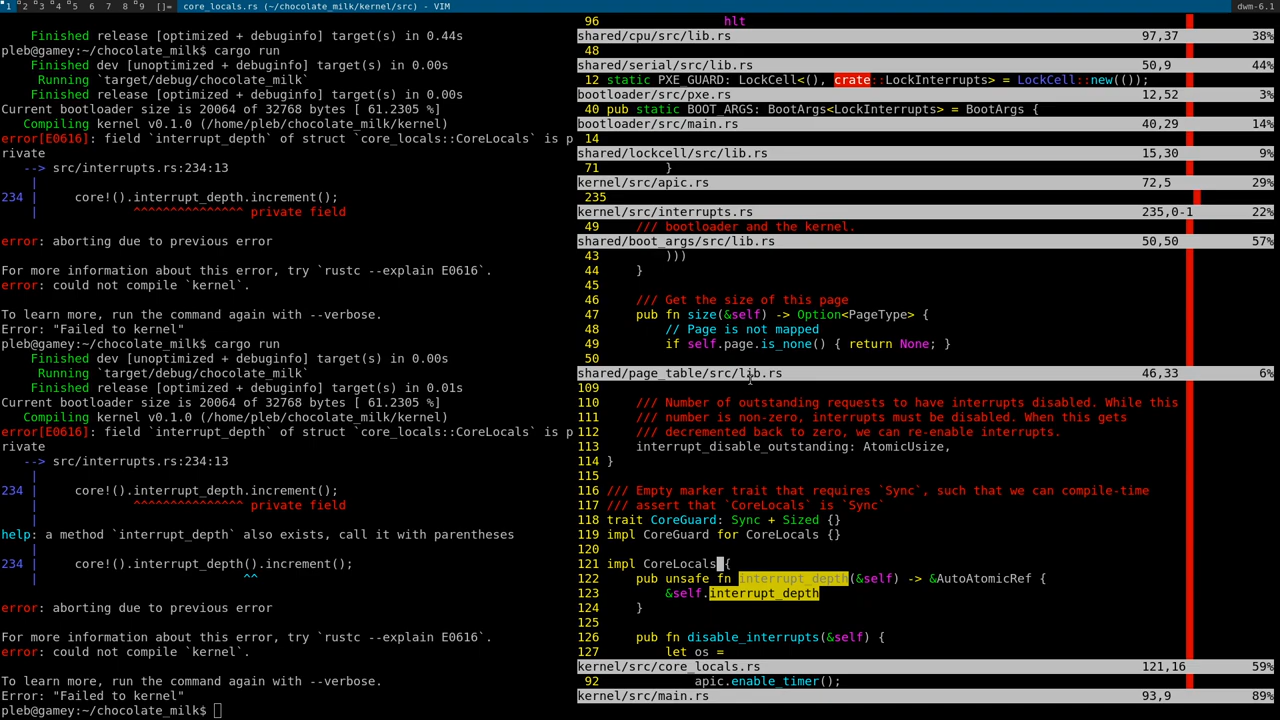 1 2 3 4 5 6 7 8 9 []= core_locals.rs (~/chocolate_milk/kernel/src) - VIM dwm-6.1
    Finished release [optimized + debuginfo] target(s) in 0.44s
pleb@gamey:~/chocolate_milk$ cargo run
    Finished dev [unoptimized + debuginfo] target(s) in 0.00s
     Running `target/debug/chocolate_milk`
    Finished release [optimized + debuginfo] target(s) in 0.00s
Current bootloader size is 20064 of 32768 bytes [ 61.2305 %]
   Compiling kernel v0.1.0 (/home/pleb/chocolate_milk/kernel)
error[E0616]: field `interrupt_depth` of struct `core_locals::CoreLocals` is p
rivate
   --> src/interrupts.rs:234:13
    |
234 |     core!().interrupt_depth.increment();
    |             ^^^^^^^^^^^^^^^ private field

error: aborting due to previous error

For more information about this error, try `rustc --explain E0616`.
error: could not compile `kernel`.

To learn more, run the command again with --verbose.
Error: "Failed to kernel"
pleb@gamey:~/chocolate_milk$ cargo run
    Finished dev [unoptimized + debuginfo] target(s) in 0.00s
     Running `target/debug/chocolate_milk`
    Finished release [optimized + debuginfo] target(s) in 0.01s
Current bootloader size is 20064 of 32768 bytes [ 61.2305 %]
   Compiling kernel v0.1.0 (/home/pleb/chocolate_milk/kernel)
error[E0616]: field `interrupt_depth` of struct `core_locals::CoreLocals` is p
rivate
   --> src/interrupts.rs:234:13
    |
234 |     core!().interrupt_depth.increment();
    |             ^^^^^^^^^^^^^^^ private field
    |
help: a method `interrupt_depth` also exists, call it with parentheses
    |
234 |     core!().interrupt_depth().increment();
    |                            ^^

error: aborting due to previous error

For more information about this error, try `rustc --explain E0616`.
error: could not compile `kernel`.

To learn more, run the command again with --verbose.
Error: "Failed to kernel"
pleb@gamey:~/chocolate_milk$
 96                 hlt
shared/cpu/src/lib.rs 97,37 38%
 48
shared/serial/src/lib.rs 50,9 44%
 12 static PXE_GUARD: LockCell<(), crate::LockInterrupts> = LockCell::new(());
bootloader/src/pxe.rs 12,52 3%
 40 pub static BOOT_ARGS: BootArgs<LockInterrupts> = BootArgs {
bootloader/src/main.rs 40,29 14%
 14
shared/lockcell/src/lib.rs 15,30 9%
 71         }
kernel/src/apic.rs 72,5 29%
 235
kernel/src/interrupts.rs 235,0-1 22%
 49     /// bootloader and the kernel.
shared/boot_args/src/lib.rs 50,50 57%
 43         )))
 44     }
 45
 46     /// Get the size of this page
 47     pub fn size(&self) -> Option<PageType> {
 48         // Page is not mapped
 49         if self.page.is_none() { return None; }
 50
shared/page_table/src/lib.rs 46,33 6%
109
110     /// Number of outstanding requests to have interrupts disabled. While this
111     /// number is non-zero, interrupts must be disabled. When this gets
112     /// decremented back to zero, we can re-enable interrupts.
113     interrupt_disable_outstanding: AtomicUsize,
114 }
115
116 /// Empty marker trait that requires `Sync`, such that we can compile-time
117 /// assert that `CoreLocals` is `Sync`
118 trait CoreGuard: Sync + Sized {}
119 impl CoreGuard for CoreLocals {}
120
121 impl CoreLocals {
122     pub unsafe fn interrupt_depth(&self) -> &AutoAtomicRef {
123         &self.interrupt_depth
124     }
125
126     pub fn disable_interrupts(&self) {
127         let os =
kernel/src/core_locals.rs 121,16 59%
 92             apic.enable_timer();
kernel/src/main.rs 93,9 89%